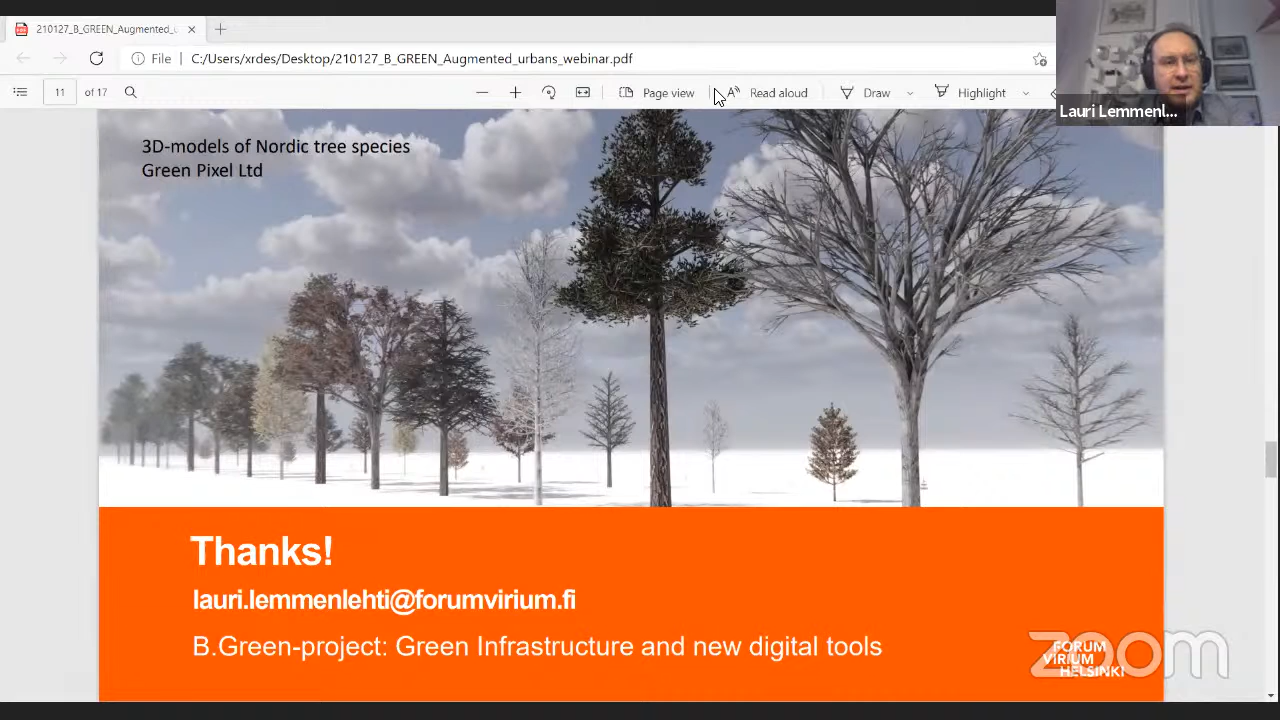 210127_B_GREEN_Augmented_u
File
C:/Users/xrdes/Desktop/210127_B_GREEN_Augmented_urbans_webinar.pdf
11 of 17
Page view
Read aloud
Draw
Highlight
Lauri Lemmenl...
3D-models of Nordic tree species
Green Pixel Ltd
Thanks!
lauri.lemmenlehti@forumvirium.fi
B.Green-project: Green Infrastructure and new digital tools
FORUM
VIRIUM
HELSINKI
zoom